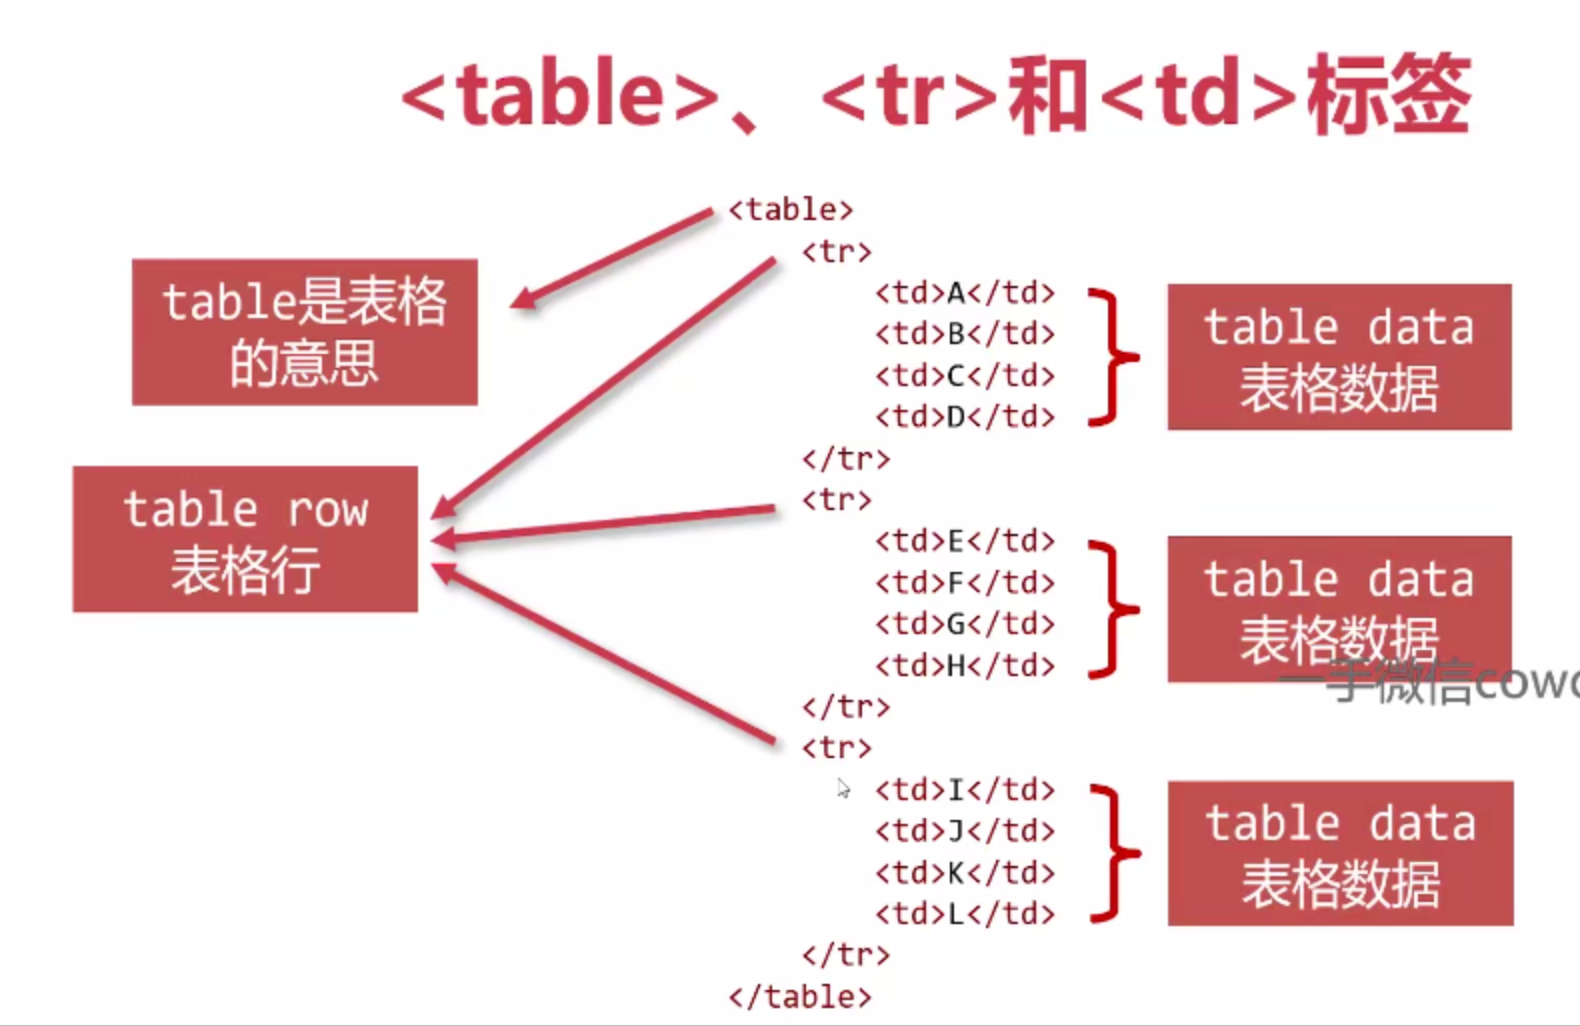 <table>、<tr>和<td>标签
<table>
<tr>
<td>A</td>
<td>B</td>
<td>C</td>
<td>D</td>
</tr>
<tr>
<td>E</td>
<td>F</td>
<td>G</td>
<td>H</td>
</tr>
<tr>
<td>I</td>
<td>J</td>
<td>K</td>
<td>L</td>
</tr>
</table>
table是表格
的意思
table row
表格行
table data
表格数据
table data
表格数据
一手微信cowc
table data
表格数据